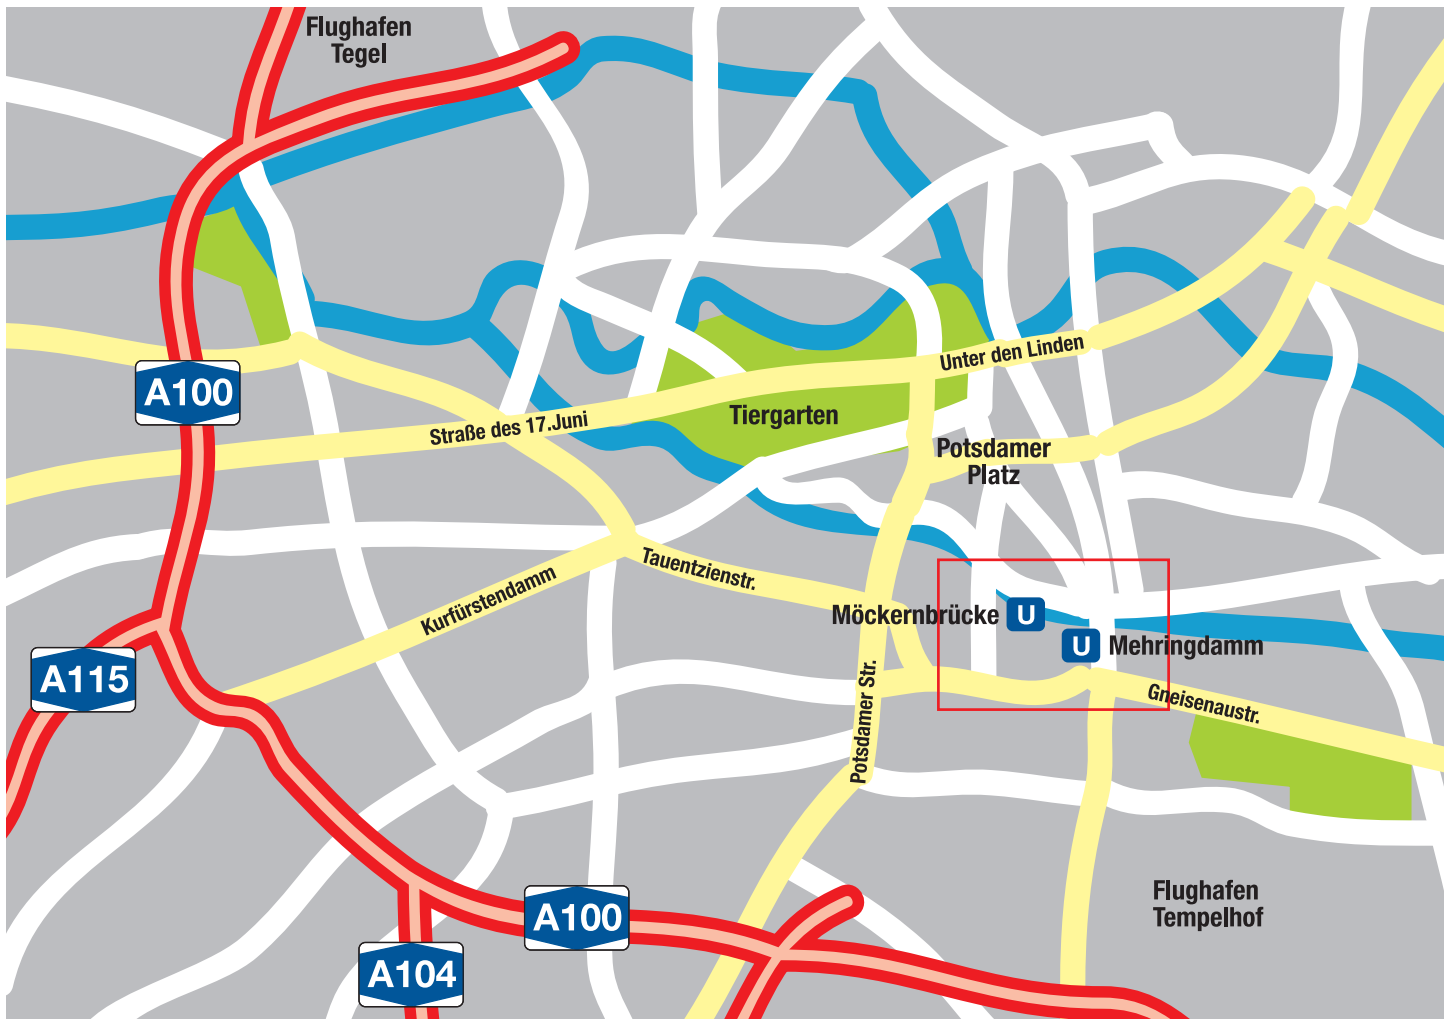 Flughafen
Tegel
A100
Unter den Linden
Straße des 17.Juni
Tiergarten
Potsdamer
Platz
Tauentzienstr.
Kurfürstendamm
Möckernbrücke
U
U
Mehringdamm
A115
Potsdamer Str.
Gneisenaustr.
A100
Flughafen
Tempelhof
A104